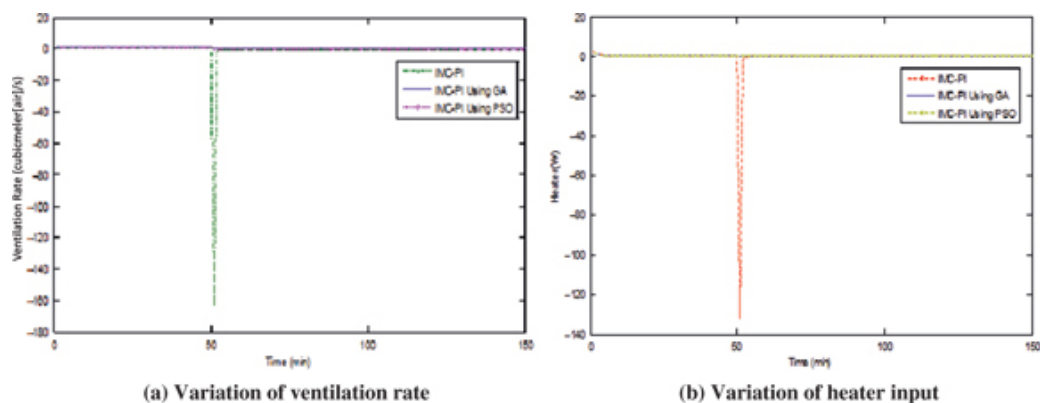 20
0
-20
-40
-60
-80
-100
-120
-140
-160
-180
0
50
100
150
Ventilation Rate (cubicmeler[air]/s)
Time (min)
IMC-PI
IMC-PI Using GA
IMC-PI Using PSO
(a) Variation of ventilation rate
20
0
-20
-40
-60
-80
-100
-120
-140
0
50
100
150
Heater(W)
Time (min)
IMC-PI
IMC-PI Using GA
IMC-PI Using PSO
(b) Variation of heater input